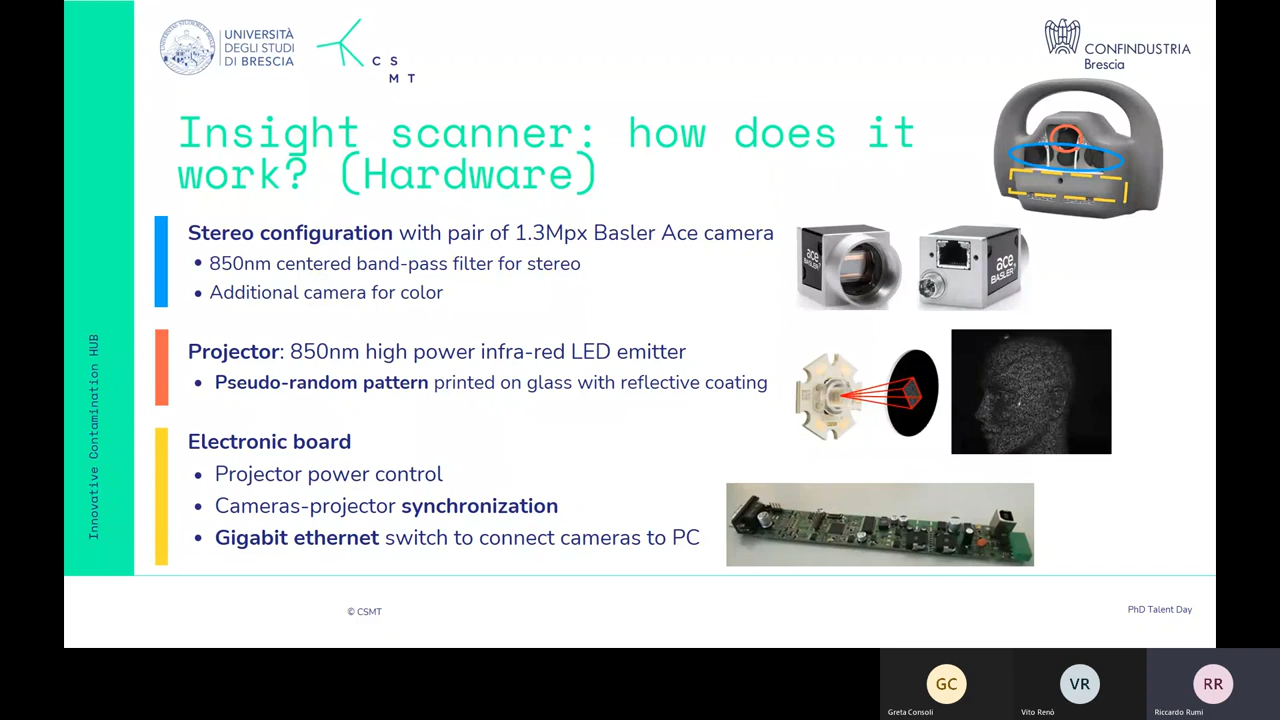 UNIVERSITÀ
DEGLI STUDI
DI BRESCIA
C S
M T
CONFINDUSTRIA
Brescia
Insight scanner: how does it
work? (Hardware)
Stereo configuration with pair of 1.3Mpx Basler Ace camera
• 850nm centered band-pass filter for stereo
• Additional camera for color
ace
BASLER
ace
BASLER
Projector: 850nm high power infra-red LED emitter
• Pseudo-random pattern printed on glass with reflective coating
Electronic board
• Projector power control
• Cameras-projector synchronization
• Gigabit ethernet switch to connect cameras to PC
Innovative Contamination HUB
© CSMT
PhD Talent Day
GC
VR
RR
Greta Consoli
Vito Renò
Riccardo Rumi